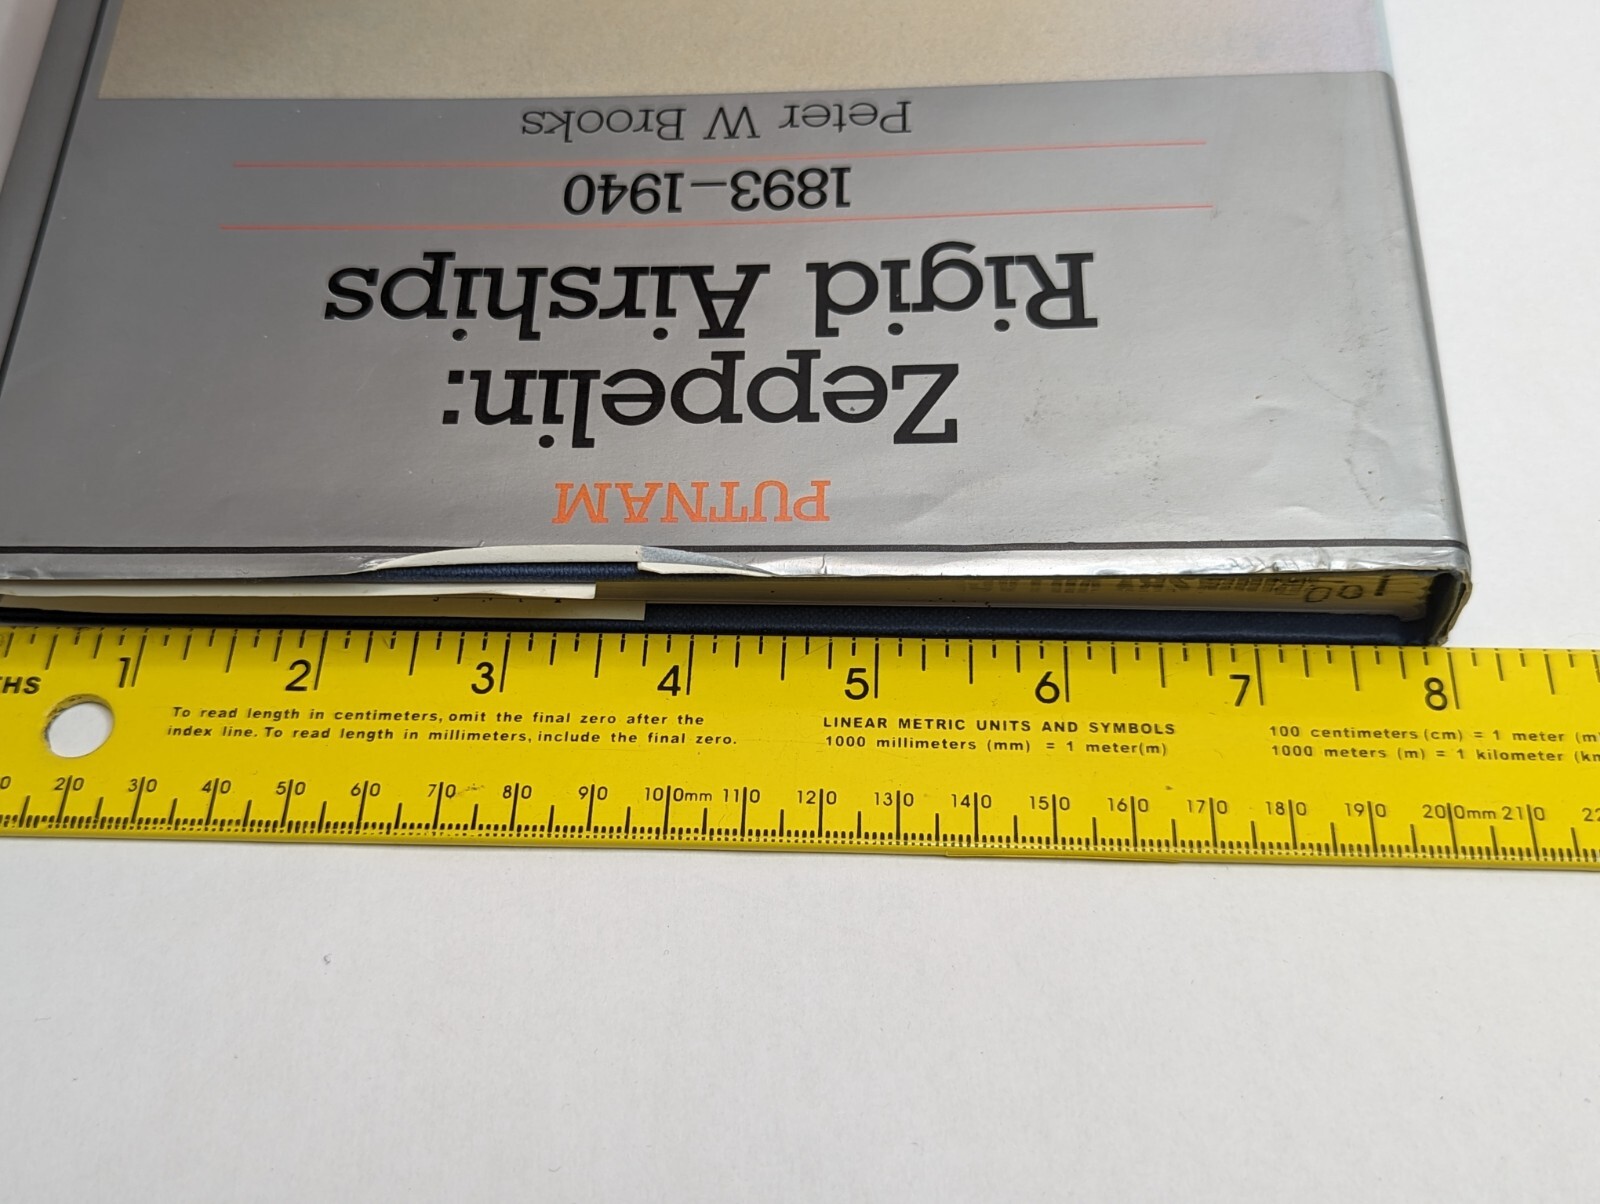 PUTNAM
Zeppelin:
Rigid Airships
1893–1940
Peter W Brooks
1 2 3 4 5 6 7 8
To read length in centimeters, omit the final zero after the
index line. To read length in millimeters, include the final zero.
LINEAR METRIC UNITS AND SYMBOLS
1000 millimeters (mm) = 1 meter(m)
100 centimeters (cm) = 1 meter (m
1000 meters (m) = 1 kilometer (km
20 30 40 50 60 70 80 90 100mm 110 120 130 140 150 160 170 180 190 200mm 210